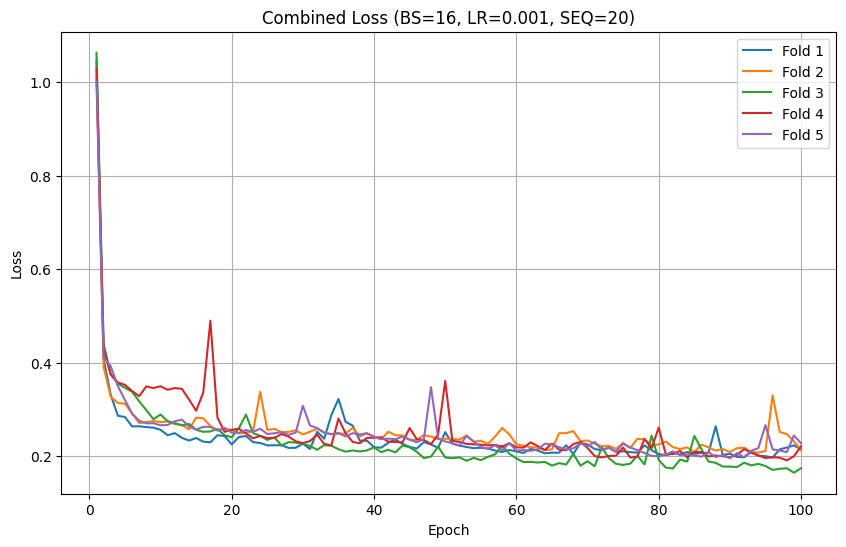 Combined Loss (BS=16, LR=0.001, SEQ=20)
Fold 1
Fold 2
Fold 3
Fold 4
Fold 5
Loss
1.0
0.8
0.6
0.4
0.2
0
20
40
60
80
100
Epoch